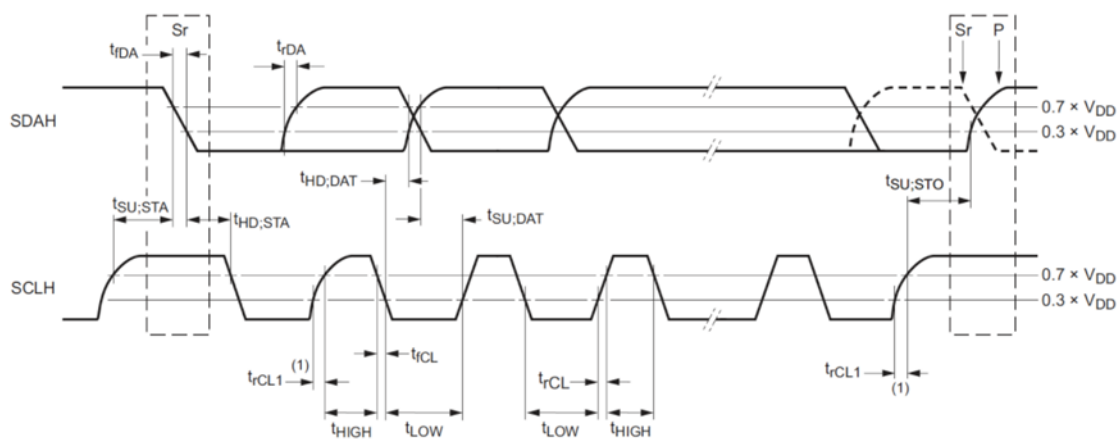 Sr
Sr P
tfDA
trDA
SDAH
0.7 × VDD
0.3 × VDD
tHD;DAT
tSU;STO
tSU;STA
tHD;STA
tSU;DAT
SCLH
0.7 × VDD
0.3 × VDD
(1)
tfCL
trCL1
trCL
trCL1
(1)
tHIGH
tLOW
tLOW
tHIGH